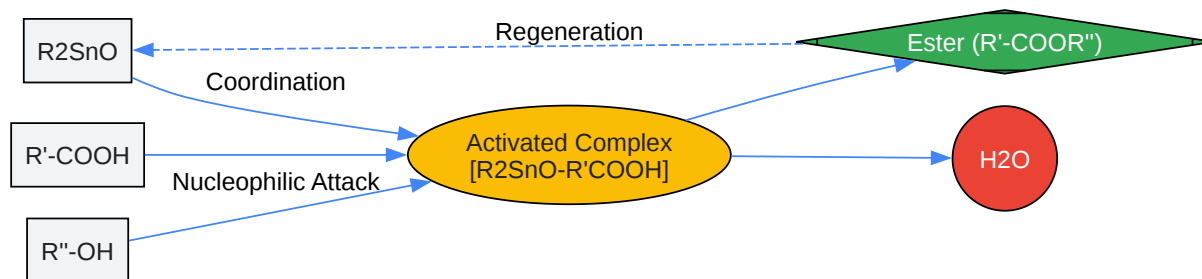 R2SnO
Regeneration
Ester (R'-COOR")
Coordination
R'-COOH
Activated Complex
[R2SnO-R'COOH]
H2O
Nucleophilic Attack
R"-OH